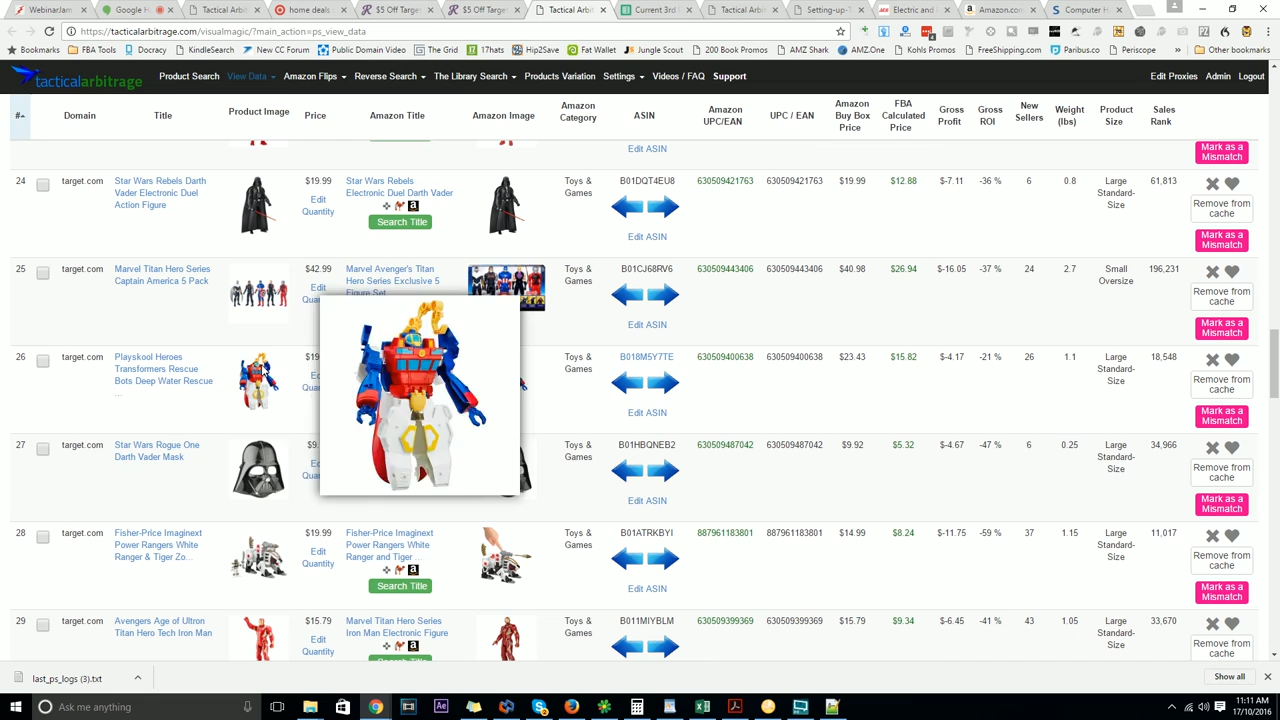 WebinarJam
Google H
Tactical Arbit
home deals
$5 Off Target
$5 Off Target
Tactical Arbit
Current 3rd
Tactical Arbit
Setting-up-T
Electric and
Amazon.com
Computer H
https://tacticalarbitrage.com/visualmagic/?main_action=ps_view_data
Bookmarks FBA Tools Docracy KindleSearch New CC Forum Public Domain Video The Grid 17hats Hip2Save Fat Wallet Jungle Scout 200 Book Promos AMZ Shark AMZ.One Kohls Promos FreeShipping.com Paribus.co Periscope » Other bookmarks
tacticalarbitrage Product Search View Data Amazon Flips Reverse Search The Library Search Products Variation Settings Videos / FAQ Support Edit Proxies Admin Logout
# Domain Title Product Image Price Amazon Title Amazon Image Amazon Category ASIN Amazon UPC/EAN UPC / EAN Amazon Buy Box Price FBA Calculated Price Gross Profit Gross ROI New Sellers Weight (lbs) Product Size Sales Rank
Edit ASIN
Mark as a Mismatch
24 target.com Star Wars Rebels Darth $19.99 Star Wars Rebels Toys & B01DQT4EU8 630509421763 630509421763 $19.99 $12.88 $-7.11 -36 % 6 0.8 Large 61,813
Vader Electronic Duel Edit Electronic Duel Darth Vader Games Standard-
Action Figure Quantity Size Remove from cache
Search Title
Edit ASIN Mark as a Mismatch
25 target.com Marvel Titan Hero Series $42.99 Marvel Avenger's Titan Toys & B01CJ68RV6 630509443406 630509443406 $40.98 $26.94 $-16.05 -37 % 24 2.7 Small 196,231
Captain America 5 Pack Edit Hero Series Exclusive 5 Games Oversize
Figure Set Remove from cache
Edit ASIN Mark as a Mismatch
26 target.com Playskool Heroes Toys & B018M5Y7TE 630509400638 630509400638 $23.43 $15.82 $-4.17 -21 % 26 1.1 Large 18,548
Transformers Rescue Games Standard-
Bots Deep Water Rescue Size Remove from cache
...
Edit ASIN Mark as a Mismatch
27 target.com Star Wars Rogue One Toys & B01HBQNEB2 630509487042 630509487042 $9.92 $5.32 $-4.67 -47 % 6 0.25 Large 34,966
Darth Vader Mask Games Standard-
Size Remove from cache
Edit ASIN Mark as a Mismatch
28 target.com Fisher-Price Imaginext $19.99 Fisher-Price Imaginext Toys & B01ATRKBYI 887961183801 887961183801 $14.99 $8.24 $-11.75 -59 % 37 1.15 Large 11,017
Power Rangers White Edit Power Rangers White Games Standard-
Ranger & Tiger Zo... Quantity Ranger and Tiger ... Size Remove from cache
Search Title
Edit ASIN Mark as a Mismatch
29 target.com Avengers Age of Ultron $15.79 Marvel Titan Hero Series Toys & B011MIYBLM 630509399369 630509399369 $15.79 $9.34 $-6.45 -41 % 43 1.05 Large 33,670
Titan Hero Tech Iron Man Edit Iron Man Electronic Figure Games Standard-
Quantity Size Remove from cache
last_ps_logs (3).txt Show all
Ask me anything 11:11 AM
17/10/2016